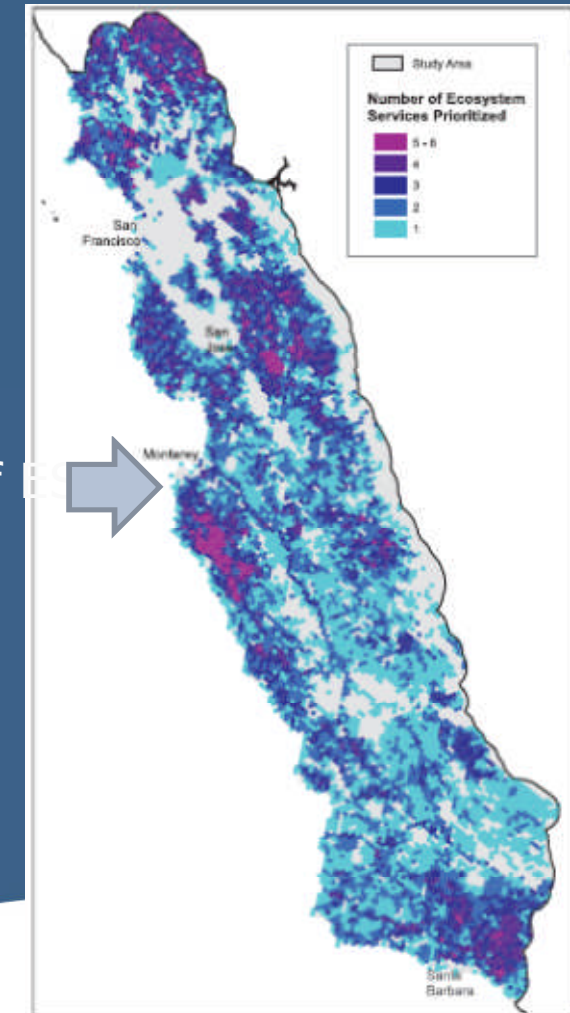 Study Area
Number of Ecosystem
Services Prioritized
5 - 6
4
3
2
1
San
Francisco
San
Jose
Monterey
f ES
Santa
Barbara